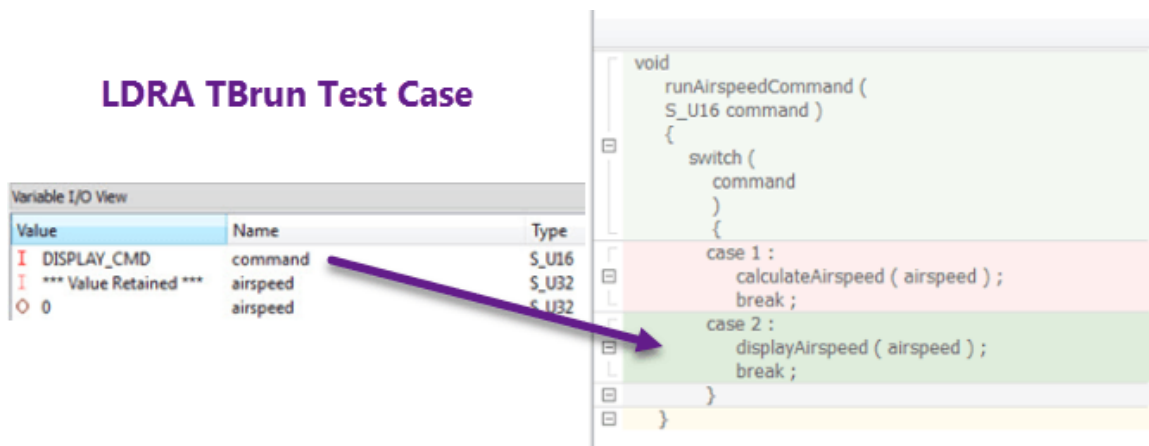 LDRA TBrun Test Case
Variable I/O View
Value Name Type
I DISPLAY_CMD command S_U16
I *** Value Retained *** airspeed S_U32
0 airspeed S_U32
void
runAirspeedCommand (
S_U16 command )
{
switch (
command
)
{
case 1 :
calculateAirspeed ( airspeed ) ;
break ;
case 2 :
displayAirspeed ( airspeed ) ;
break ;
}
}